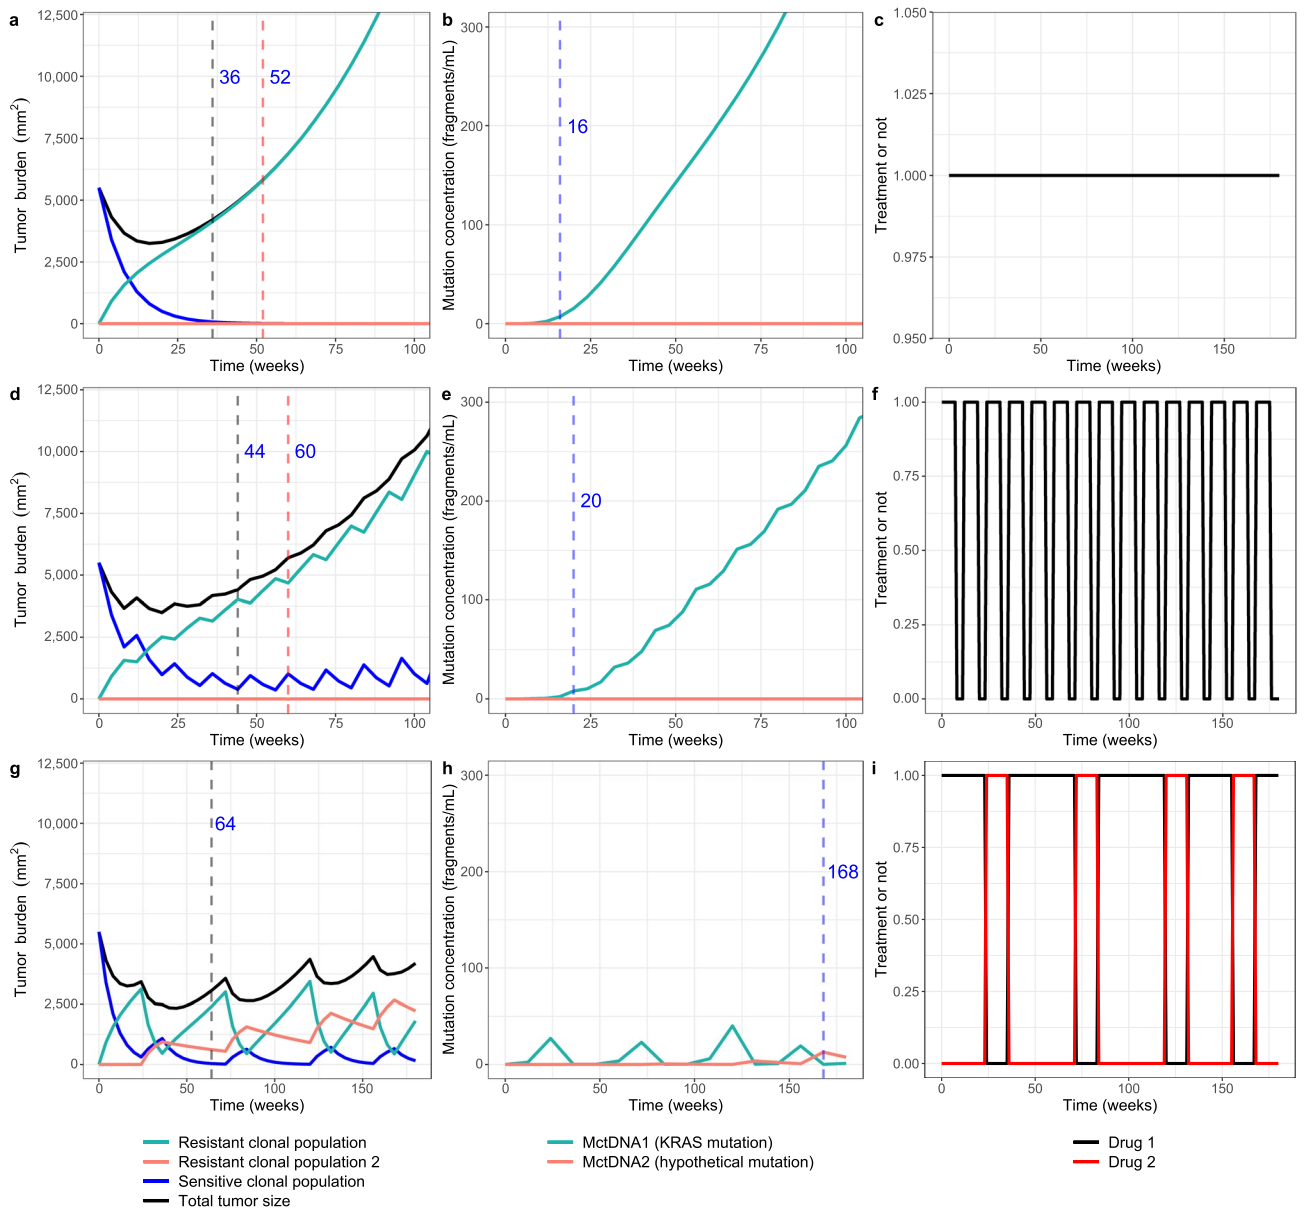 a
12,500
10,000
7,500
5,000
2,500
0
Tumor burden (mm²)
36
52
0 25 50 75 100
Time (weeks)
b
300
200
100
0
Mutation concentration (fragments/mL)
16
0 25 50 75 100
Time (weeks)
c
1.050
1.025
1.000
0.975
0.950
Treatment or not
0 50 100 150
Time (weeks)
d
12,500
10,000
7,500
5,000
2,500
0
Tumor burden (mm²)
44
60
0 25 50 75 100
Time (weeks)
e
300
200
100
0
Mutation concentration (fragments/mL)
20
0 25 50 75 100
Time (weeks)
f
1.00
0.75
0.50
0.25
0.00
Treatment or not
0 50 100 150
Time (weeks)
g
12,500
10,000
7,500
5,000
2,500
0
Tumor burden (mm²)
64
0 50 100 150
Time (weeks)
h
300
200
100
0
Mutation concentration (fragments/mL)
168
0 50 100 150
Time (weeks)
i
1.00
0.75
0.50
0.25
0.00
Treatment or not
0 50 100 150
Time (weeks)
Resistant clonal population
Resistant clonal population 2
Sensitive clonal population
Total tumor size
MctDNA1 (KRAS mutation)
MctDNA2 (hypothetical mutation)
Drug 1
Drug 2